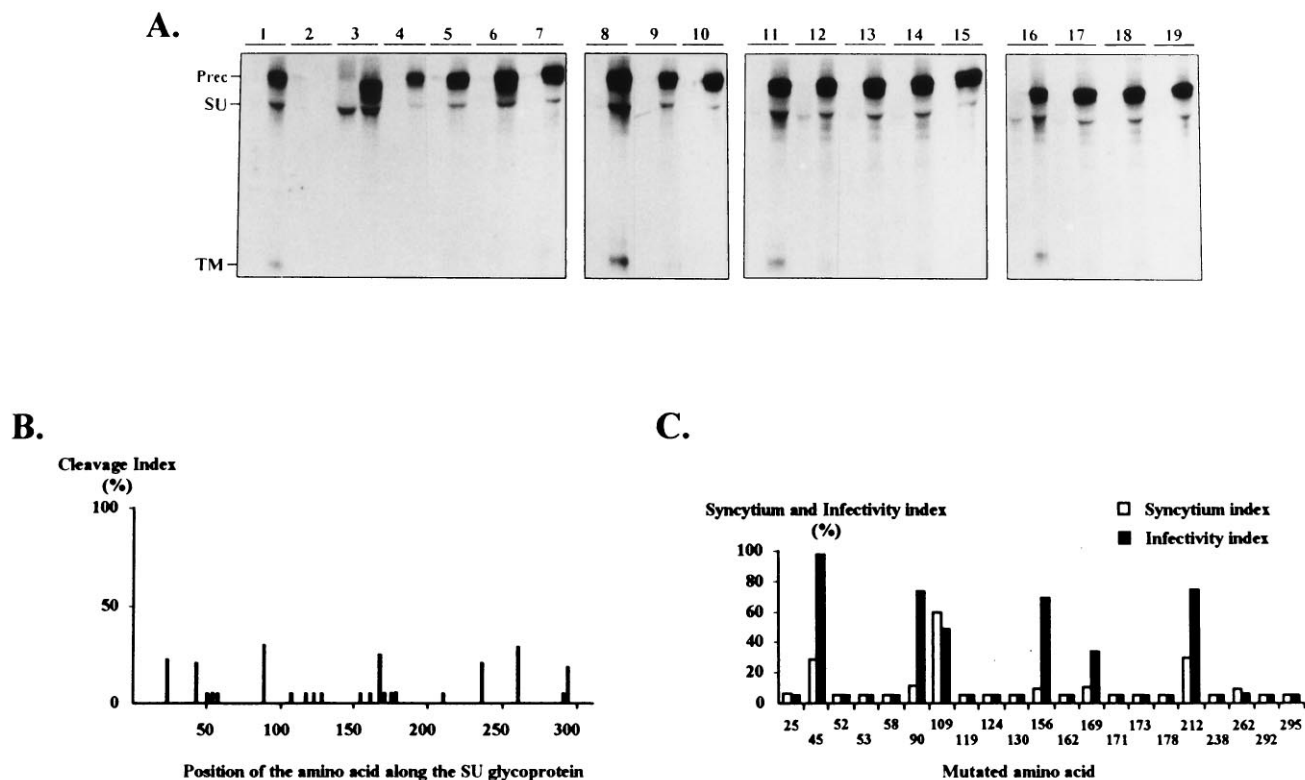 A.
1 2 3 4 5 6 7 8 9 10 11 12 13 14 15 16 17 18 19
Prec
SU
TM
B.
Cleavage Index
(%)
100
50
0
50 100 150 200 250 300
Position of the amino acid along the SU glycoprotein
C.
Syncytium and Infectivity index
(%)
Syncytium index
Infectivity index
100
80
60
40
20
0
25 52 58 109 124 156 169 173 212 262 295
45 53 90 119 130 162 171 178 238 292
Mutated amino acid